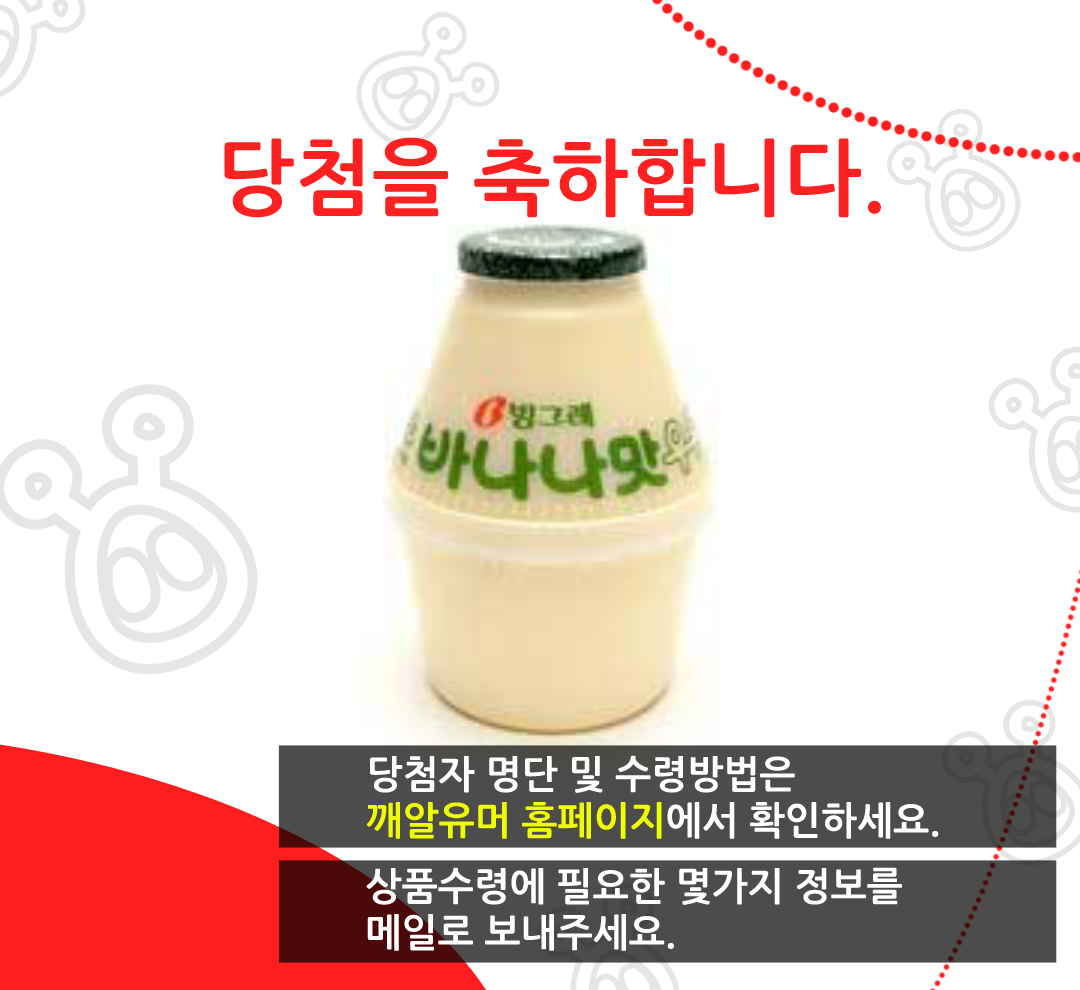 당첨을 축하합니다.
빙그레
바나나맛
당첨자 명단 및 수령방법은
깨알유머 홈페이지에서 확인하세요.
상품수령에 필요한 몇가지 정보를
메일로 보내주세요.